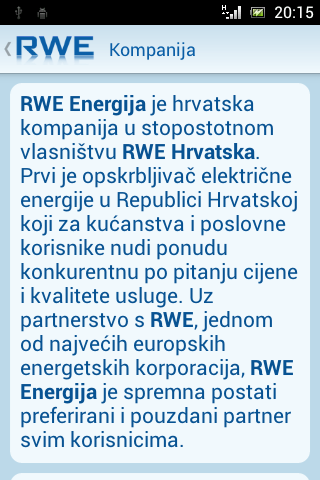 20:15
RWE Kompanija
RWE Energija je hrvatska
kompanija u stopostotnom
vlasništvu RWE Hrvatska.
Prvi je opskrbljivač električne
energije u Republici Hrvatskoj
koji za kućanstva i poslovne
korisnike nudi ponudu
konkurentnu po pitanju cijene
i kvalitete usluge. Uz
partnerstvo s RWE, jednom
od najvećih europskih
energetskih korporacija, RWE
Energija je spremna postati
preferirani i pouzdani partner
svim korisnicima.